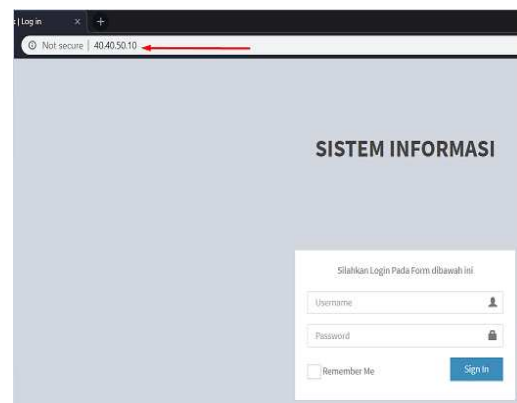 | Log in
Not secure | 40.40.50.10
SISTEM INFORMASI
Silahkan Login Pada Form dibawah ini
Username
Password
Remember Me
Sign In